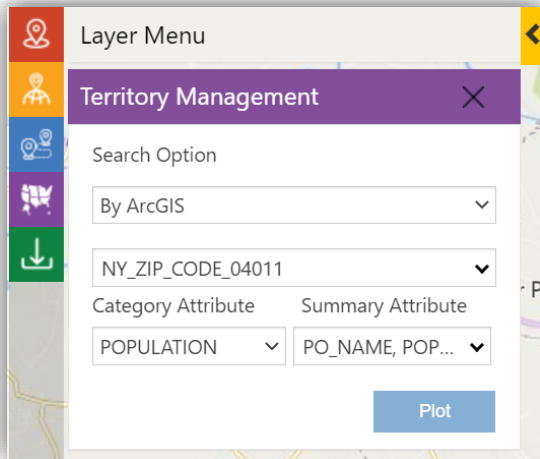 Layer Menu
Territory Management
Search Option
By ArcGIS
NY_ZIP_CODE_04011
Category Attribute Summary Attribute
POPULATION PO_NAME, POP...
Plot